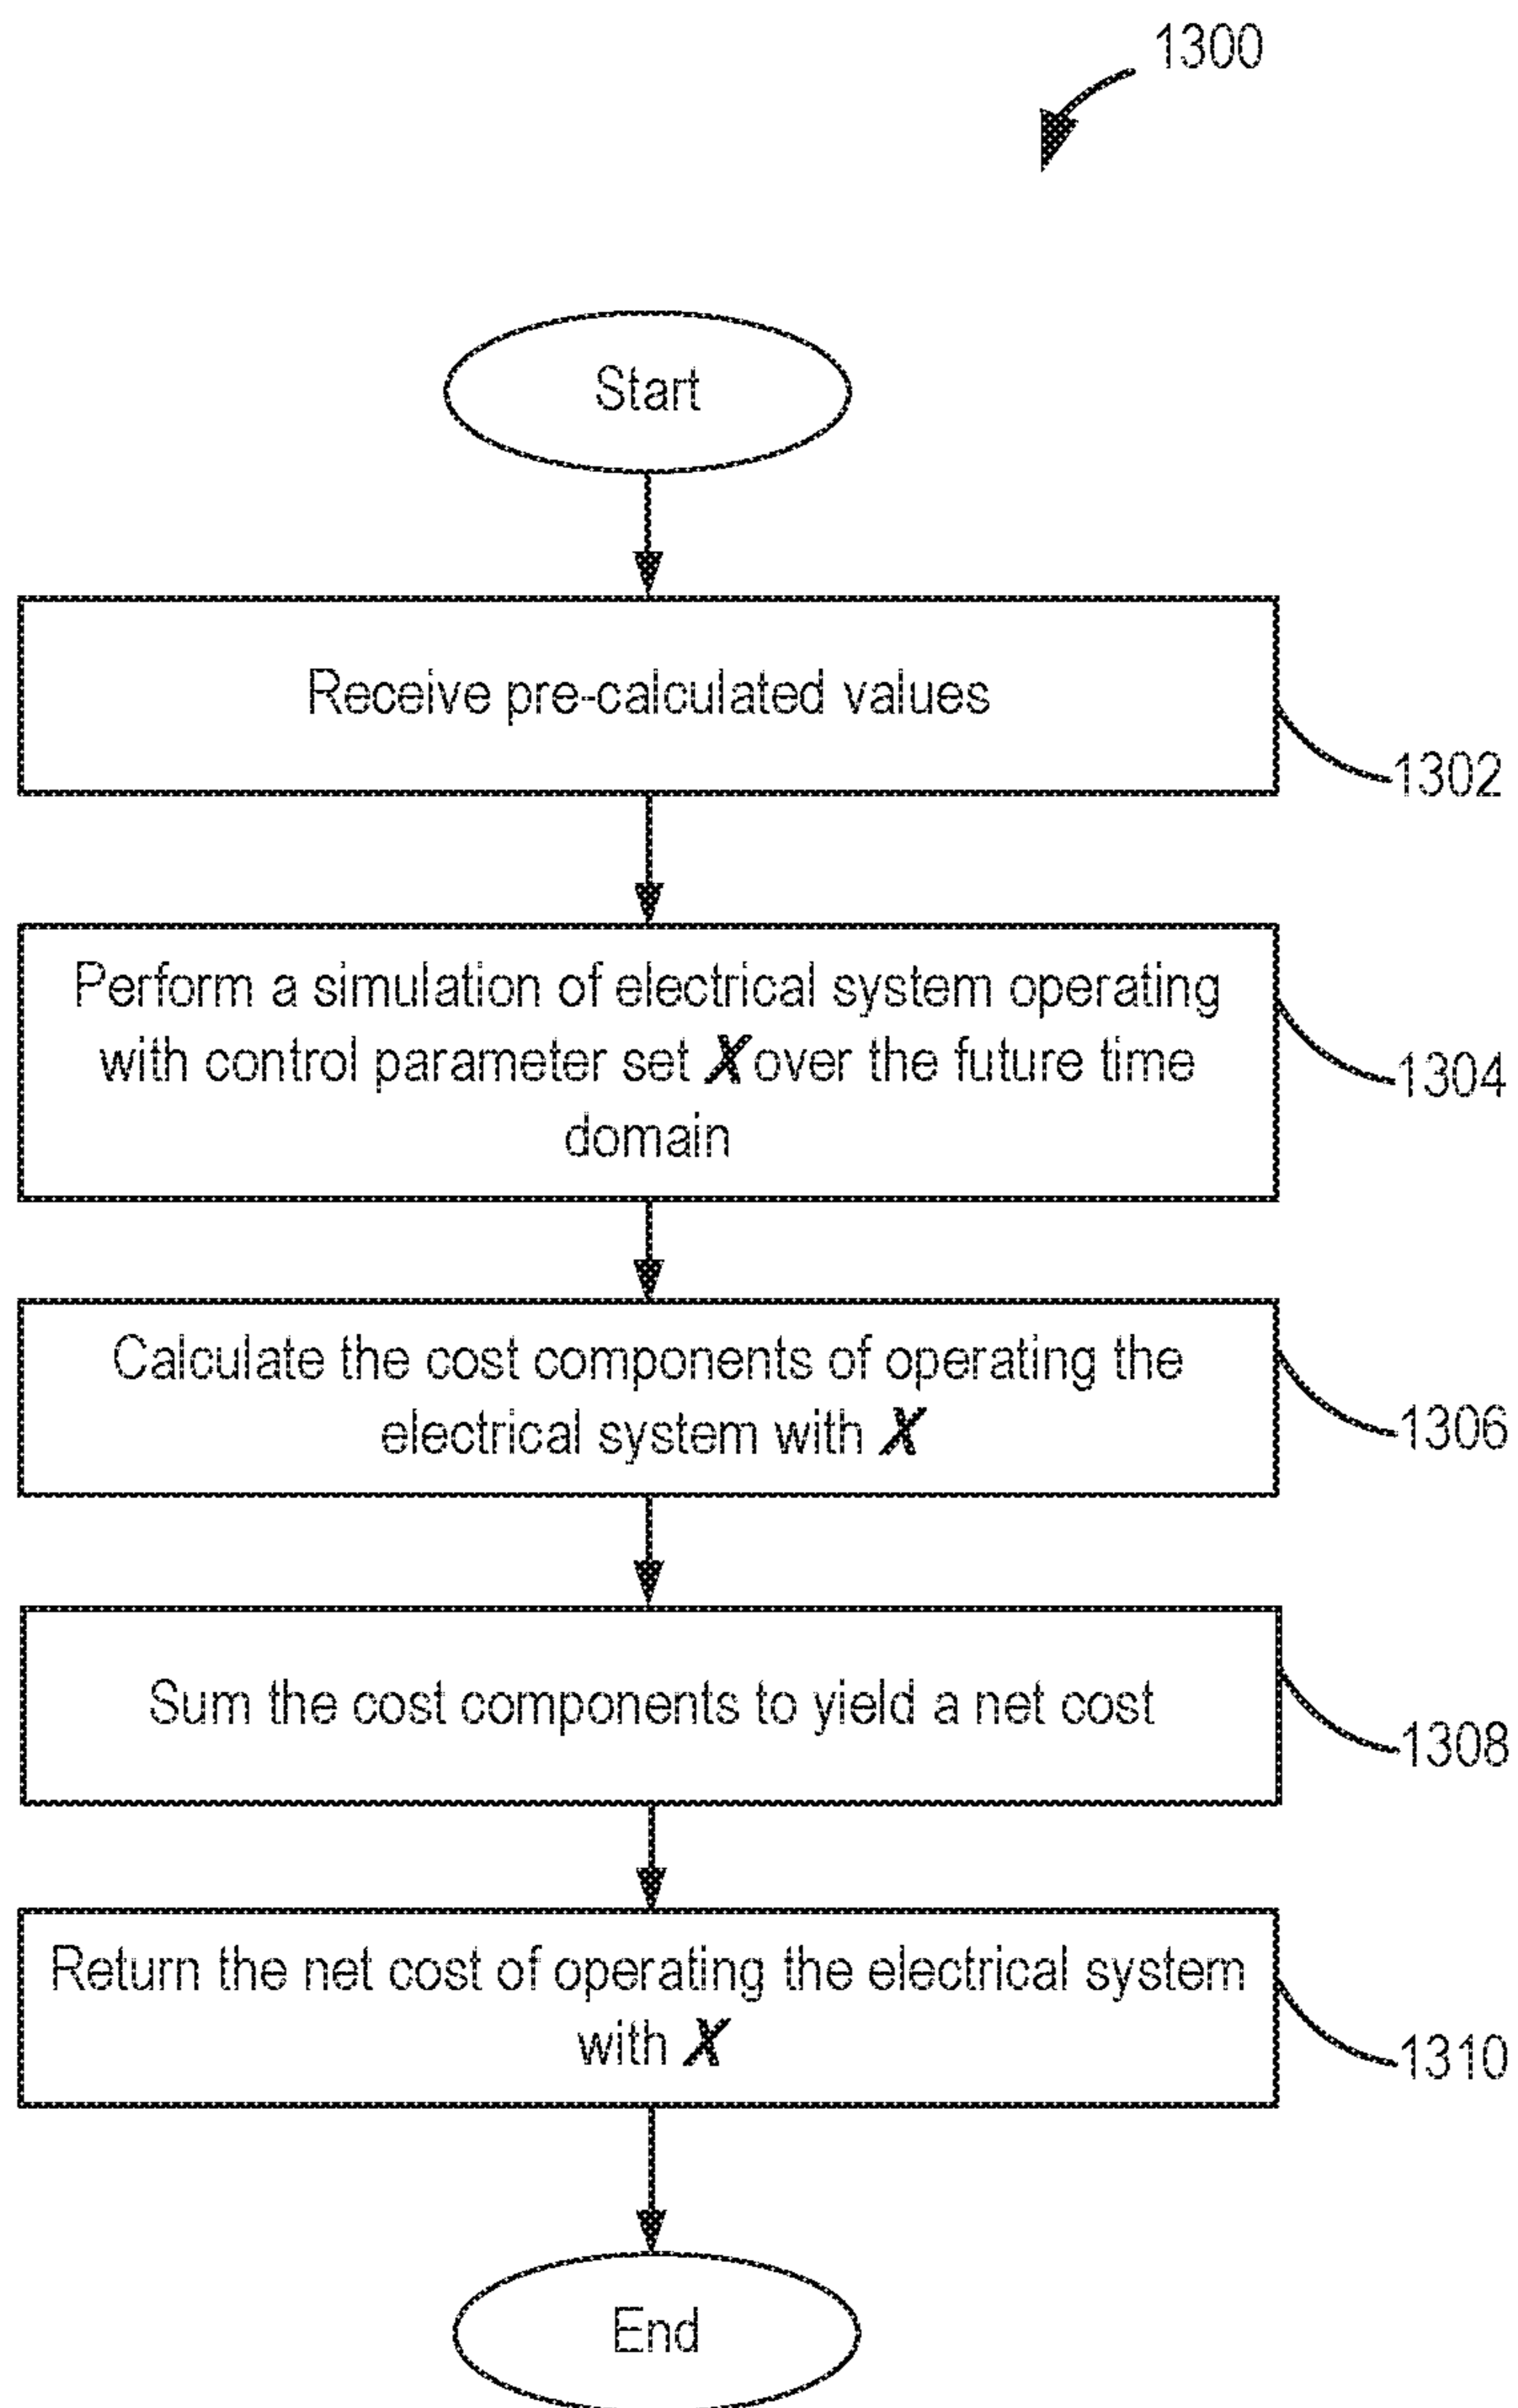 1300
Start
Receive pre-calculated values
1302
Perform a simulation of electrical system operating
with control parameter set X over the future time
domain
1304
Calculate the cost components of operating the
electrical system with X
1306
Sum the cost components to yield a net cost
1308
Return the net cost of operating the electrical system
with X
1310
End